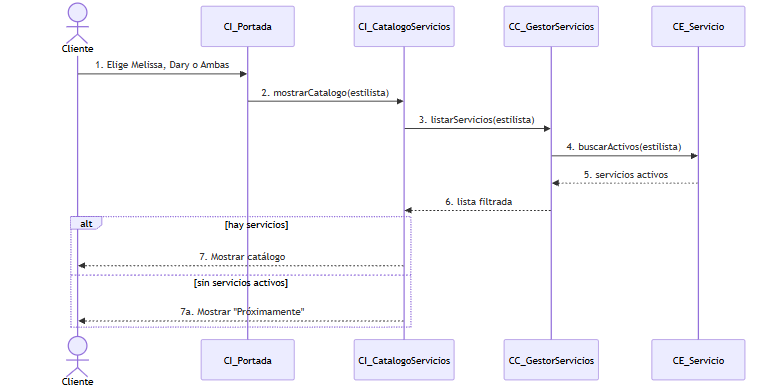 Cliente
CI_Portada
CI_CatalogoServicios
CC_GestorServicios
CE_Servicio
1. Elige Melissa, Dary o Ambas
2. mostrarCatalogo(estilista)
3. listarServicios(estilista)
4. buscarActivos(estilista)
5. servicios activos
6. lista filtrada
alt
[hay servicios]
7. Mostrar catálogo
[sin servicios activos]
7a. Mostrar "Próximamente"
Cliente
CI_Portada
CI_CatalogoServicios
CC_GestorServicios
CE_Servicio